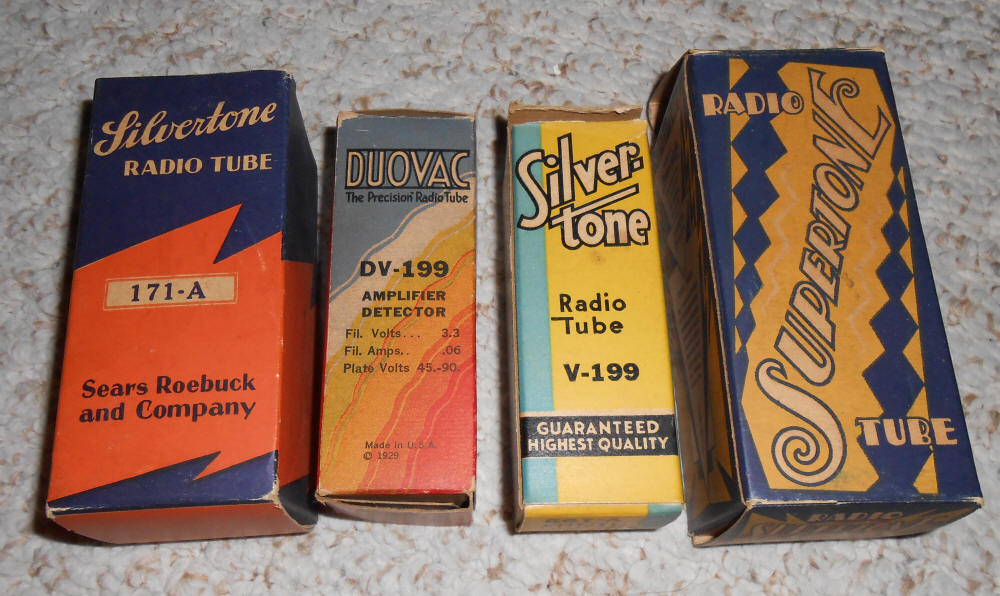 Silvertone
RADIO TUBE
171-A
Sears Roebuck
and Company
DUOVAC
The Precision Radio Tube
DV-199
AMPLIFIER
DETECTOR
Fil. Volts... 3.3
Fil. Amps.. .06
Plate Volts 45.-90.
Made in U.S.A.
© 1929
Silver-
tone
Radio
Tube
V-199
GUARANTEED
HIGHEST QUALITY
RADIO
SUPERTONE
TUBE
RADIO